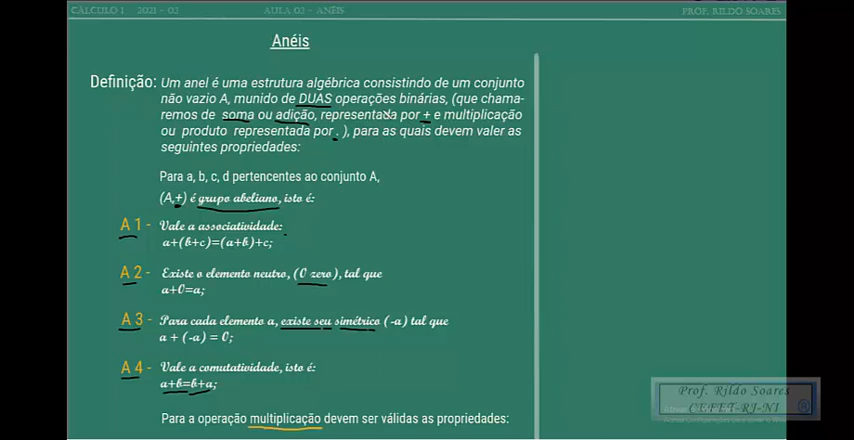 CÁLCULO 1 2021 - 02 AULA 02 - ANÉIS PROF. RILDO SOARES
Anéis
Definição: Um anel é uma estrutura algébrica consistindo de um conjunto
não vazio A, munido de DUAS operações binárias, (que chama-
remos de soma ou adição, representada por + e multiplicação
ou produto representada por . ), para as quais devem valer as
seguintes propriedades:
Para a, b, c, d pertencentes ao conjunto A,
(A,+) é grupo abeliano, isto é:
A 1 - Vale a associatividade:
a+(b+c)=(a+b)+c;
A 2 - Existe o elemento neutro, (0 zero), tal que
a+0=a;
A 3 - Para cada elemento a, existe seu simétrico (-a) tal que
a + (-a) = 0;
A 4 - Vale a comutatividade, isto é:
a+b=b+a;
Para a operação multiplicação devem ser válidas as propriedades:
Prof. Rildo Soares
CEFET-RJ-NI